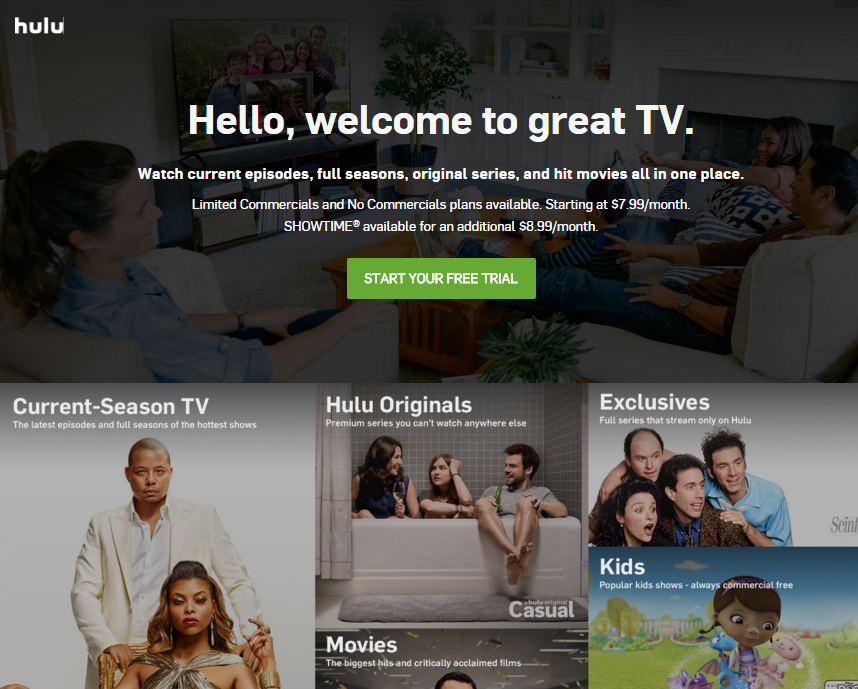 hulu
Hello, welcome to great TV.
Watch current episodes, full seasons, original series, and hit movies all in one place.
Limited Commercials and No Commercials plans available. Starting at $7.99/month.
SHOWTIME® available for an additional $8.99/month.
START YOUR FREE TRIAL
Current-Season TV
The latest episodes and full seasons of the hottest shows
Hulu Originals
Premium series you can't watch anywhere else
a hulu original
Casual
Movies
The biggest hits and critically acclaimed films
Exclusives
Full series that stream only on Hulu
Kids
Popular kids shows - always commercial free